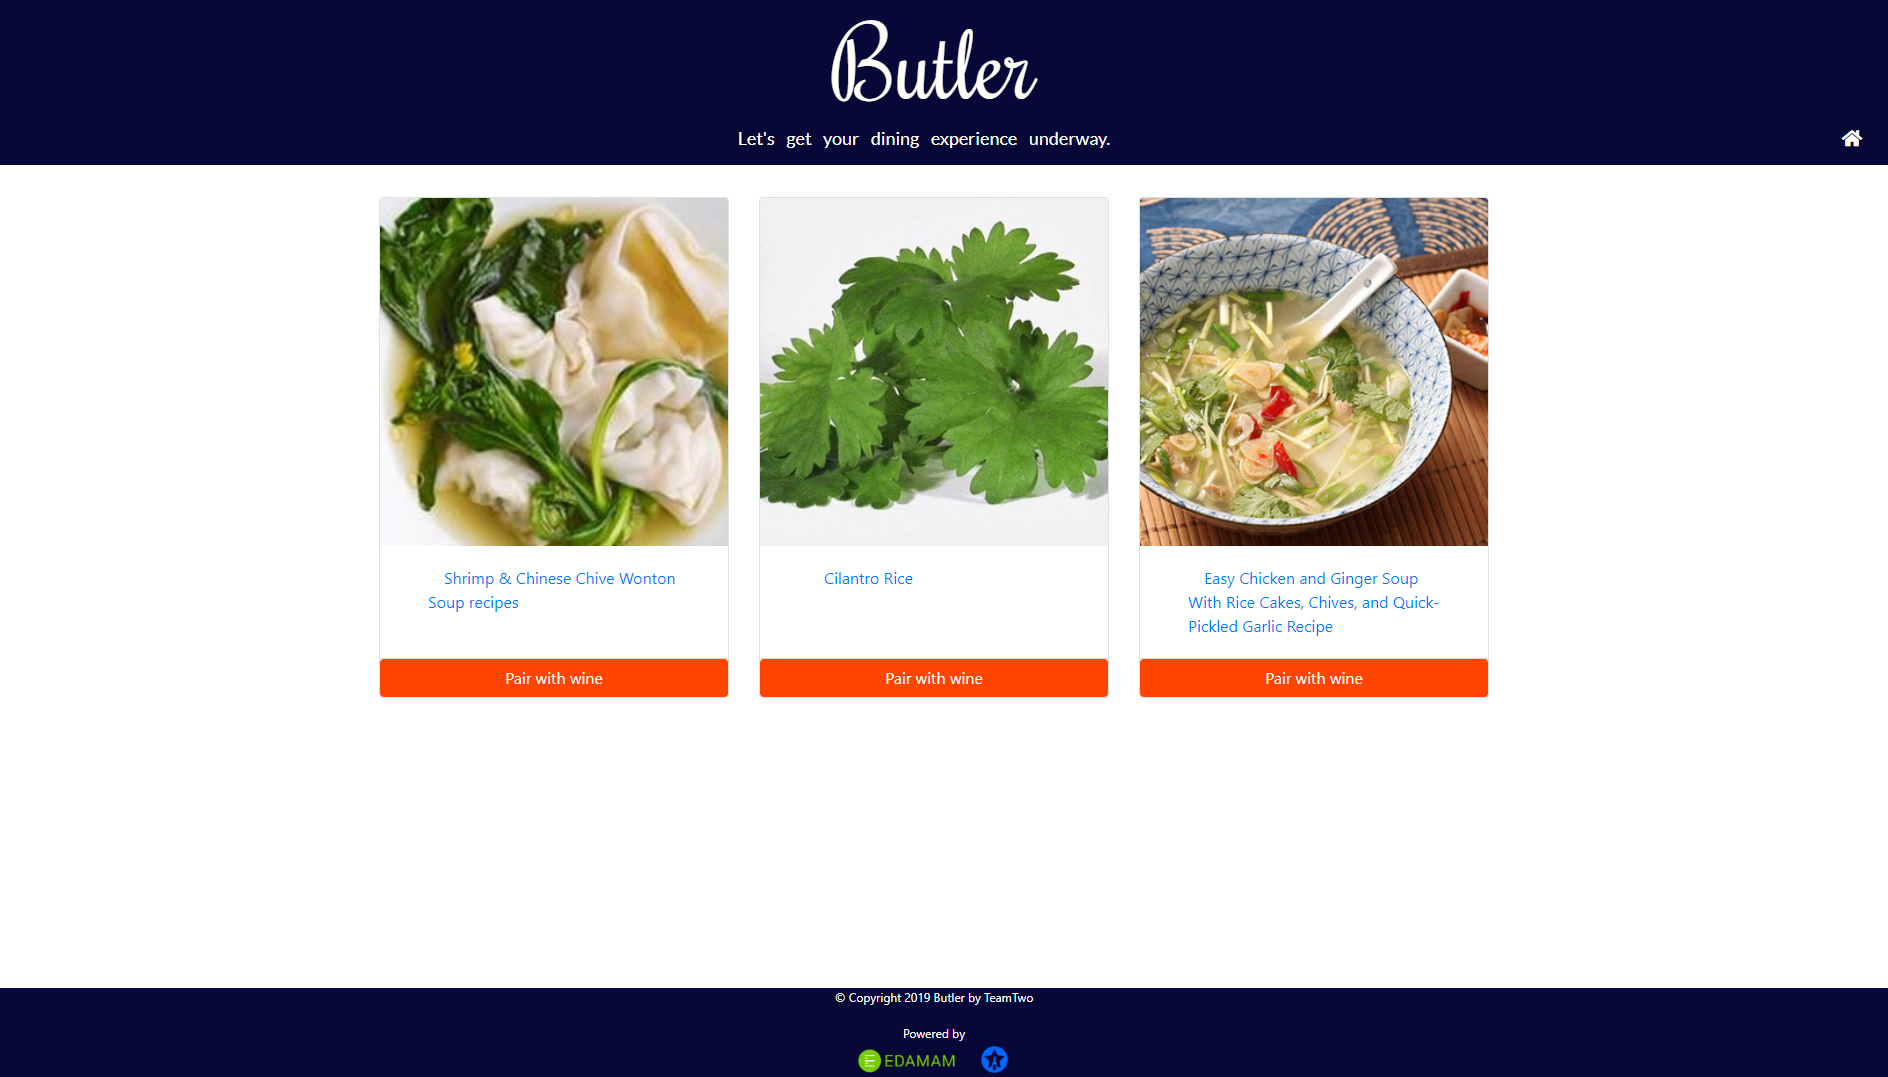 Butler
Let's get your dining experience underway.
Shrimp & Chinese Chive Wonton
Soup recipes
Cilantro Rice
Easy Chicken and Ginger Soup
With Rice Cakes, Chives, and Quick-
Pickled Garlic Recipe
Pair with wine
Pair with wine
Pair with wine
© Copyright 2019 Butler by TeamTwo
Powered by
EDAMAM